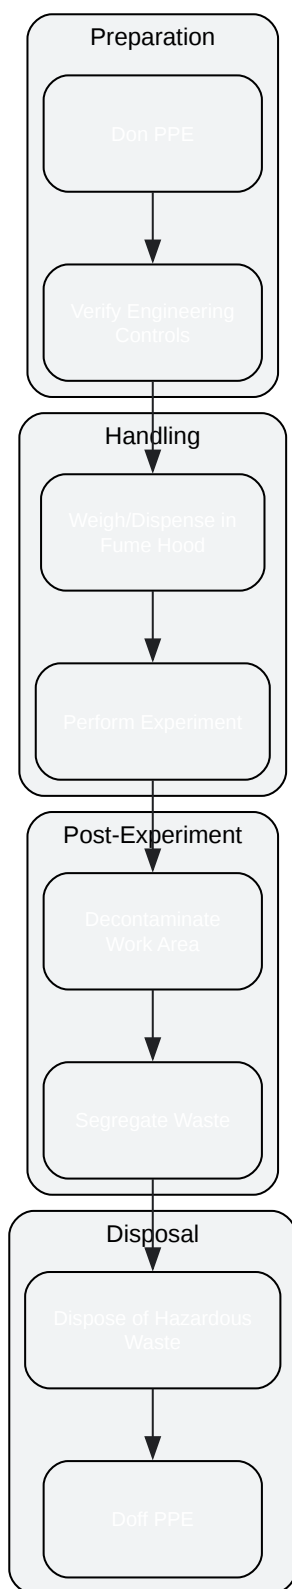 Preparation
Don PPE
Verify Engineering
Controls
Handling
Weigh/Dispense in
Fume Hood
Perform Experiment
Post-Experiment
Decontaminate
Work Area
Segregate Waste
Disposal
Dispose of Hazardous
Waste
Doff PPE